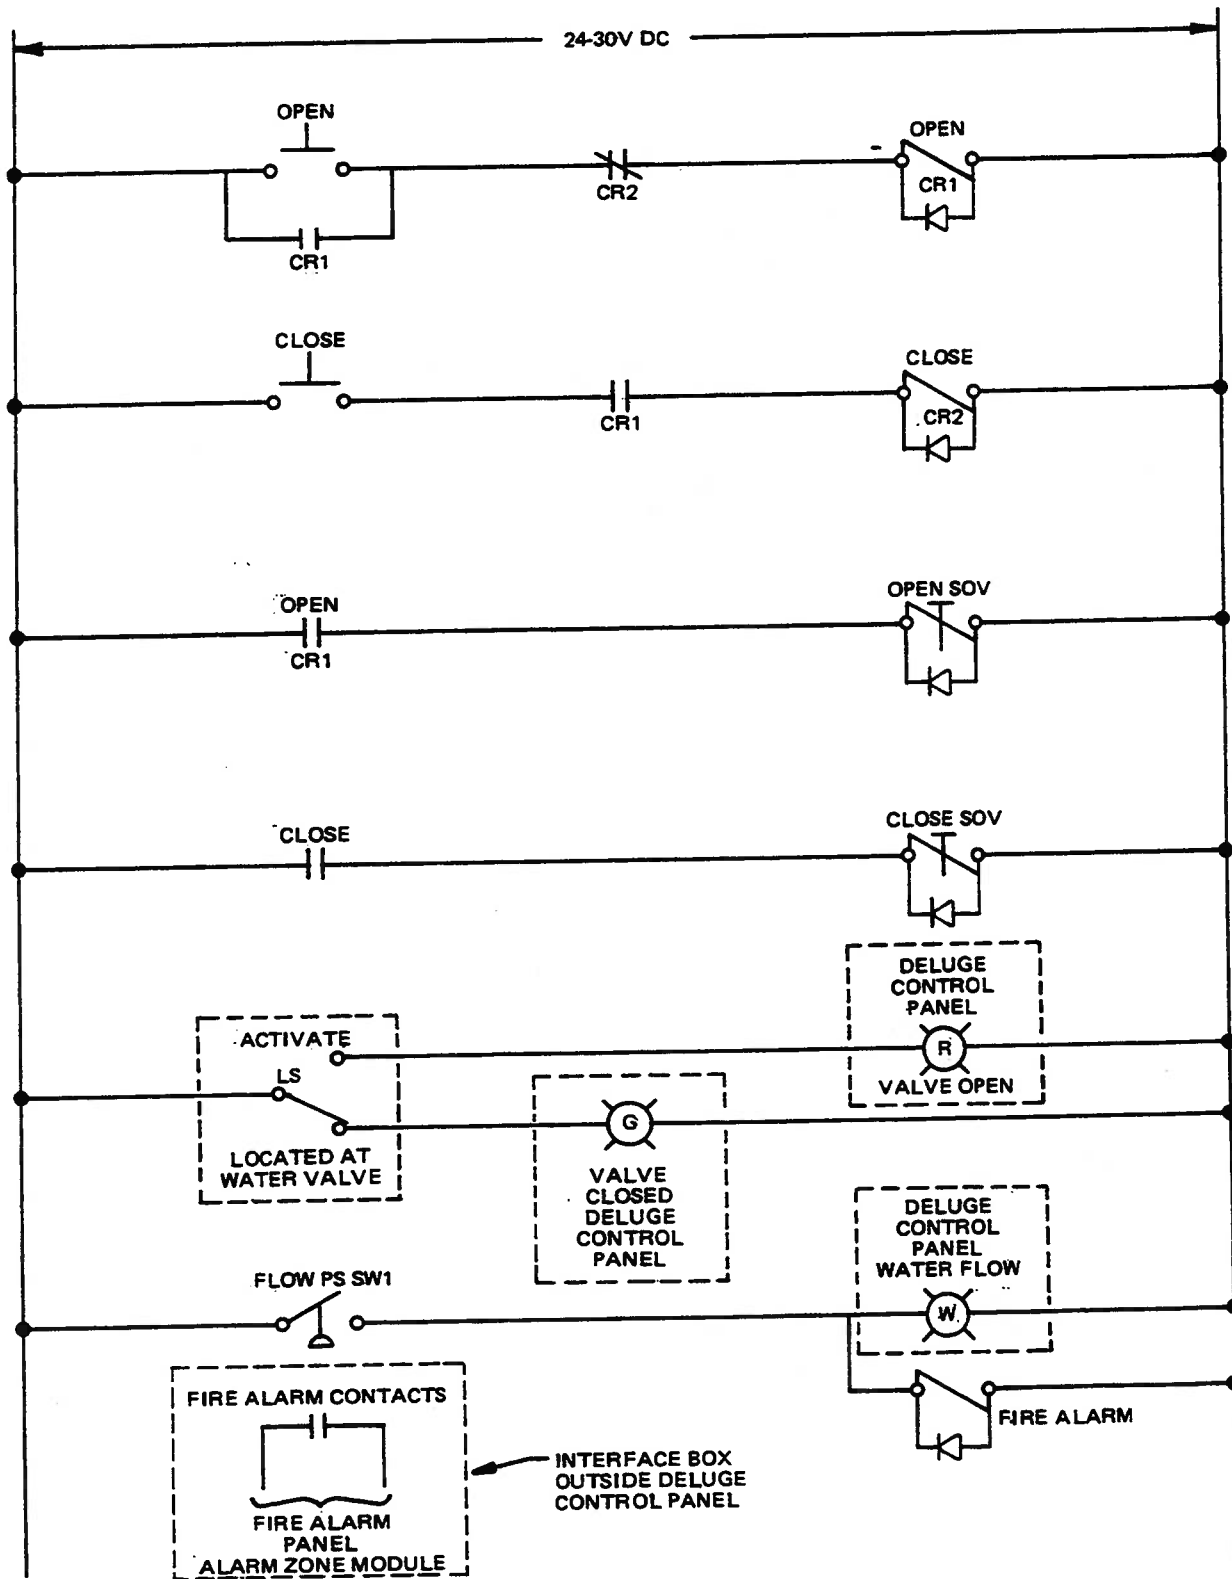 24-30V DC
OPEN
CR1
CR2
OPEN
CR1
CLOSE
CR1
CLOSE
CR2
OPEN
CR1
OPEN SOV
CLOSE
CLOSE SOV
ACTIVATE
LS
LOCATED AT
WATER VALVE
DELUGE
CONTROL
PANEL
R
VALVE OPEN
G
VALVE
CLOSED
DELUGE
CONTROL
PANEL
FLOW PS SW1
DELUGE
CONTROL
PANEL
WATER FLOW
W
FIRE ALARM
FIRE ALARM CONTACTS
FIRE ALARM
PANEL
ALARM ZONE MODULE
INTERFACE BOX
OUTSIDE DELUGE
CONTROL PANEL